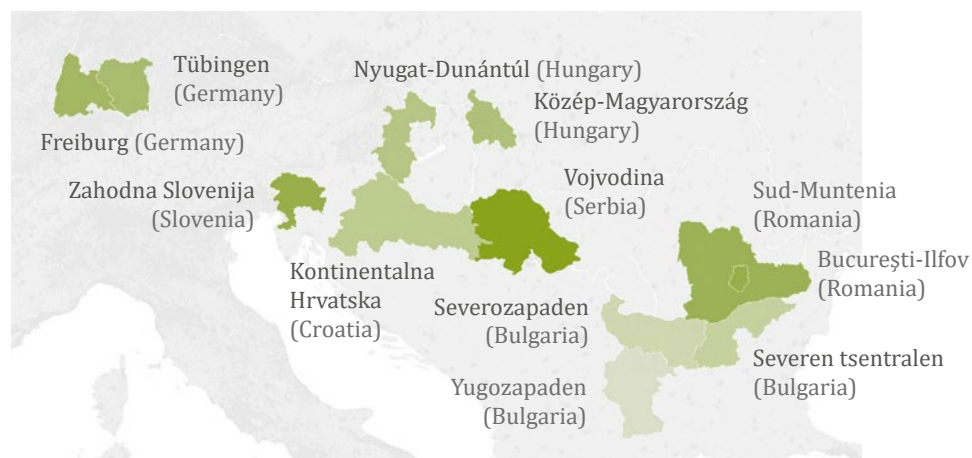 Tübingen
(Germany)
Nyugat-Dunántúl (Hungary)
Közép-Magyarország
(Hungary)
Freiburg (Germany)
Zahodna Slovenija
(Slovenia)
Vojvodina
(Serbia)
Sud-Muntenia
(Romania)
Bucureşti-Ilfov
(Romania)
Kontinentalna
Hrvatska
(Croatia)
Severozapaden
(Bulgaria)
Severen tsentralen
(Bulgaria)
Yugozapaden
(Bulgaria)